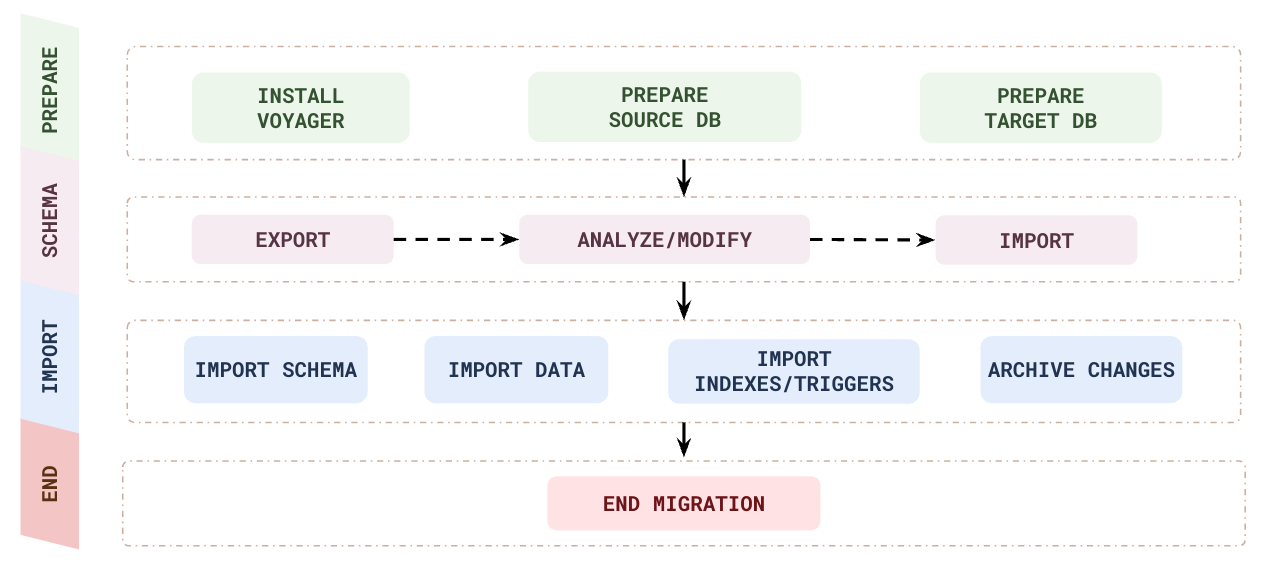 PREPARE
INSTALL
VOYAGER
PREPARE
SOURCE DB
PREPARE
TARGET DB
SCHEMA
EXPORT
ANALYZE/MODIFY
IMPORT
IMPORT
IMPORT SCHEMA
IMPORT DATA
IMPORT
INDEXES/TRIGGERS
ARCHIVE CHANGES
END
END MIGRATION